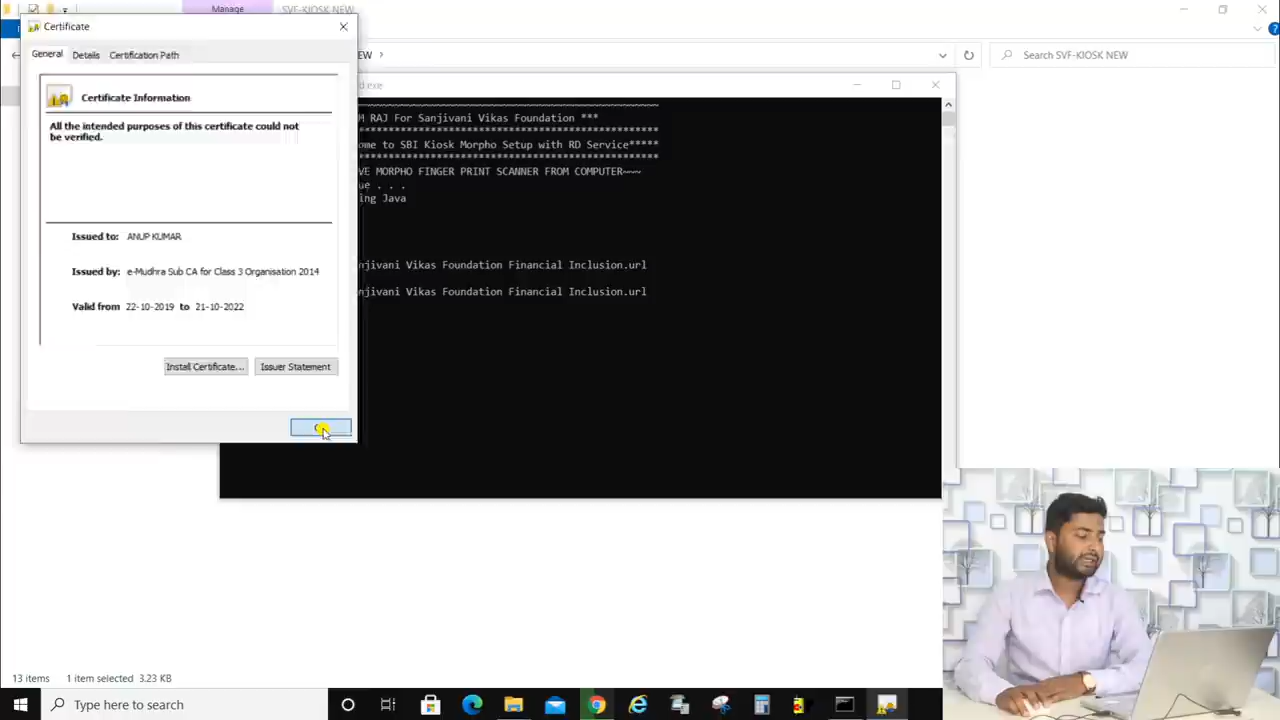 Manage
SVF-KIOSK-NEW
Certificate
EW
Search SVF-KIOSK NEW
General Details Certification Path
d.exe
Certificate Information
All the intended purposes of this certificate could not
be verified.
Issued to: ANUP KUMAR
Issued by: e-Mudhra Sub CA for Class 3 Organisation 2014
Valid from 22-10-2019 to 21-10-2022
Install Certificate... Issuer Statement
M RAJ For Sanjivani Vikas Foundation ***
ome to SBI Kiosk Morpho Setup with RD Service*****
VE MORPHO FINGER PRINT SCANNER FROM COMPUTER~~~
ue . . .
ing Java
njivani Vikas Foundation Financial Inclusion.url
njivani Vikas Foundation Financial Inclusion.url
13 items 1 item selected 3.23 KB
Type here to search